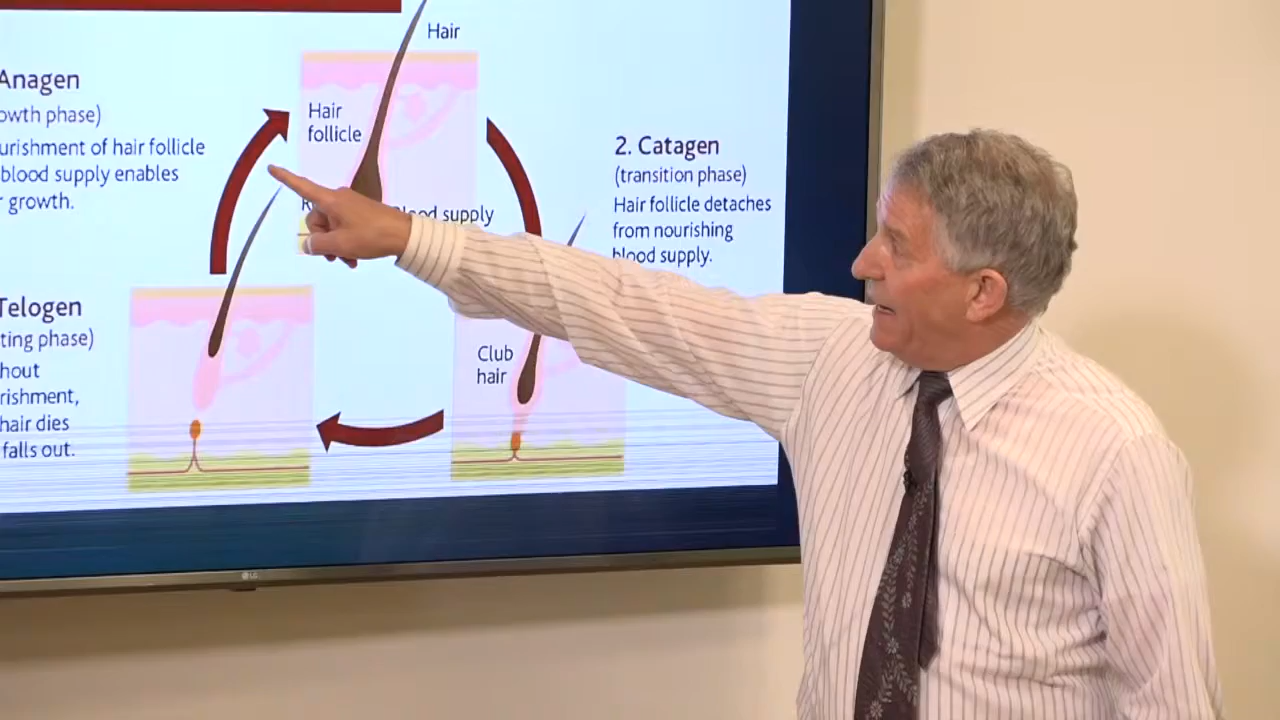 Hair
Anagen
owth phase)
urishment of hair follicle
blood supply enables
r growth.
Hair
follicle
Blood supply
2. Catagen
(transition phase)
Hair follicle detaches
from nourishing
blood supply.
Telogen
ting phase)
hout
rishment,
hair dies
falls out.
Club
hair
LG